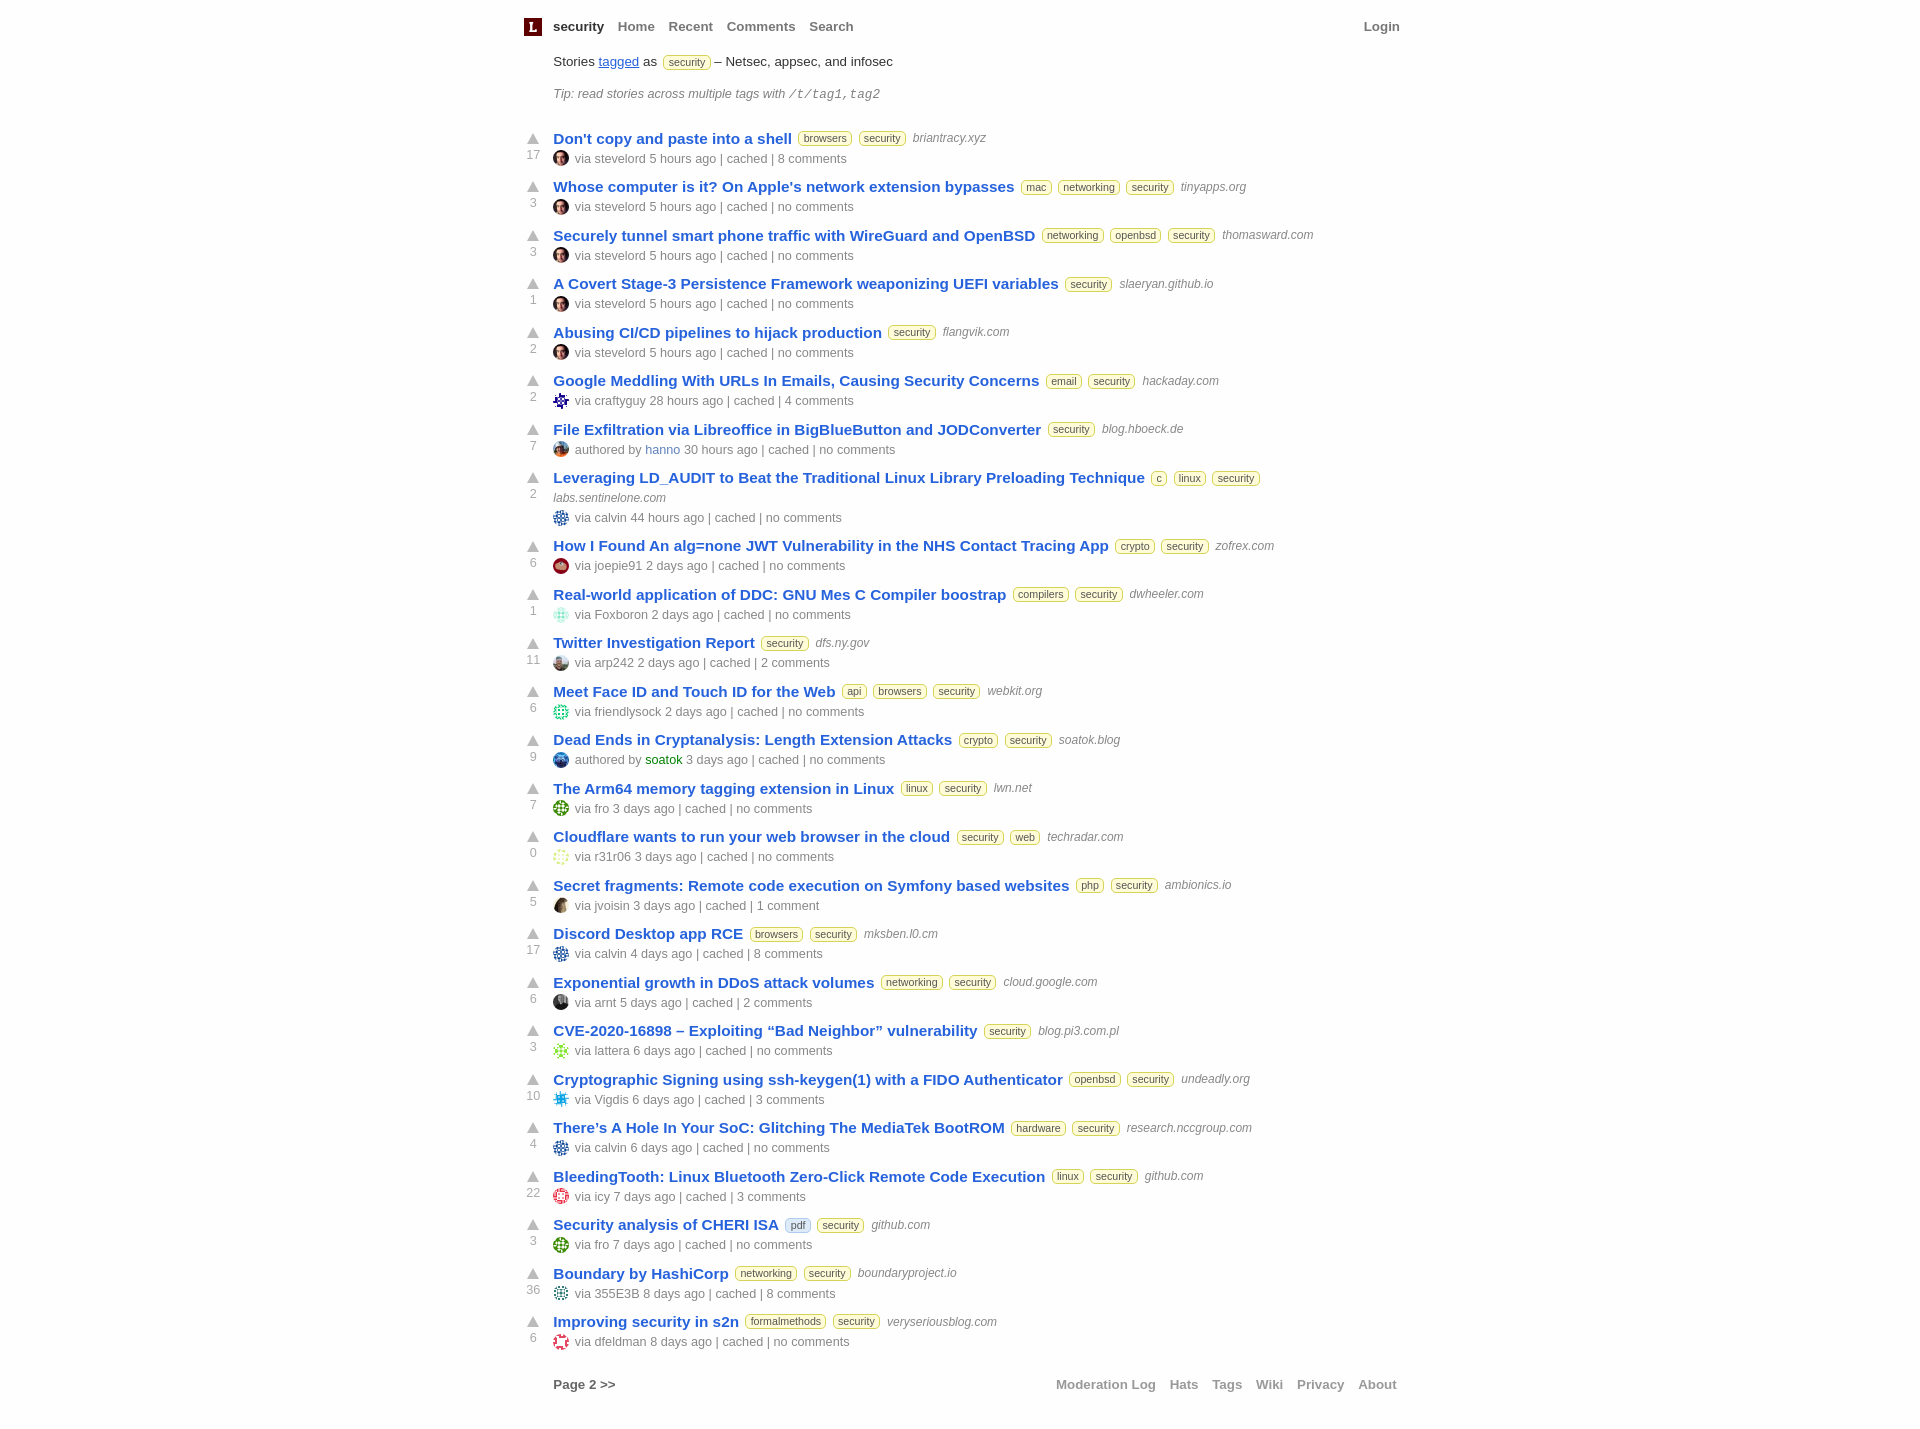 L security Home Recent Comments Search Login
Stories tagged as security – Netsec, appsec, and infosec
Tip: read stories across multiple tags with /t/tag1,tag2
Don't copy and paste into a shell browsers security briantracy.xyz
17 via stevelord 5 hours ago | cached | 8 comments
Whose computer is it? On Apple's network extension bypasses mac networking security tinyapps.org
3 via stevelord 5 hours ago | cached | no comments
Securely tunnel smart phone traffic with WireGuard and OpenBSD networking openbsd security thomasward.com
3 via stevelord 5 hours ago | cached | no comments
A Covert Stage-3 Persistence Framework weaponizing UEFI variables security slaeryan.github.io
1 via stevelord 5 hours ago | cached | no comments
Abusing CI/CD pipelines to hijack production security flangvik.com
2 via stevelord 5 hours ago | cached | no comments
Google Meddling With URLs In Emails, Causing Security Concerns email security hackaday.com
2 via craftyguy 28 hours ago | cached | 4 comments
File Exfiltration via Libreoffice in BigBlueButton and JODConverter security blog.hboeck.de
7 authored by hanno 30 hours ago | cached | no comments
Leveraging LD_AUDIT to Beat the Traditional Linux Library Preloading Technique c linux security
2 labs.sentinelone.com
via calvin 44 hours ago | cached | no comments
How I Found An alg=none JWT Vulnerability in the NHS Contact Tracing App crypto security zofrex.com
6 via joepie91 2 days ago | cached | no comments
Real-world application of DDC: GNU Mes C Compiler boostrap compilers security dwheeler.com
1 via Foxboron 2 days ago | cached | no comments
Twitter Investigation Report security dfs.ny.gov
11 via arp242 2 days ago | cached | 2 comments
Meet Face ID and Touch ID for the Web api browsers security webkit.org
6 via friendlysock 2 days ago | cached | no comments
Dead Ends in Cryptanalysis: Length Extension Attacks crypto security soatok.blog
9 authored by soatok 3 days ago | cached | no comments
The Arm64 memory tagging extension in Linux linux security lwn.net
7 via fro 3 days ago | cached | no comments
Cloudflare wants to run your web browser in the cloud security web techradar.com
0 via r31r06 3 days ago | cached | no comments
Secret fragments: Remote code execution on Symfony based websites php security ambionics.io
5 via jvoisin 3 days ago | cached | 1 comment
Discord Desktop app RCE browsers security mksben.l0.cm
17 via calvin 4 days ago | cached | 8 comments
Exponential growth in DDoS attack volumes networking security cloud.google.com
6 via arnt 5 days ago | cached | 2 comments
CVE-2020-16898 – Exploiting “Bad Neighbor” vulnerability security blog.pi3.com.pl
3 via lattera 6 days ago | cached | no comments
Cryptographic Signing using ssh-keygen(1) with a FIDO Authenticator openbsd security undeadly.org
10 via Vigdis 6 days ago | cached | 3 comments
There’s A Hole In Your SoC: Glitching The MediaTek BootROM hardware security research.nccgroup.com
4 via calvin 6 days ago | cached | no comments
BleedingTooth: Linux Bluetooth Zero-Click Remote Code Execution linux security github.com
22 via icy 7 days ago | cached | 3 comments
Security analysis of CHERI ISA pdf security github.com
3 via fro 7 days ago | cached | no comments
Boundary by HashiCorp networking security boundaryproject.io
36 via 355E3B 8 days ago | cached | 8 comments
Improving security in s2n formalmethods security veryseriousblog.com
6 via dfeldman 8 days ago | cached | no comments
Page 2 >> Moderation Log Hats Tags Wiki Privacy About